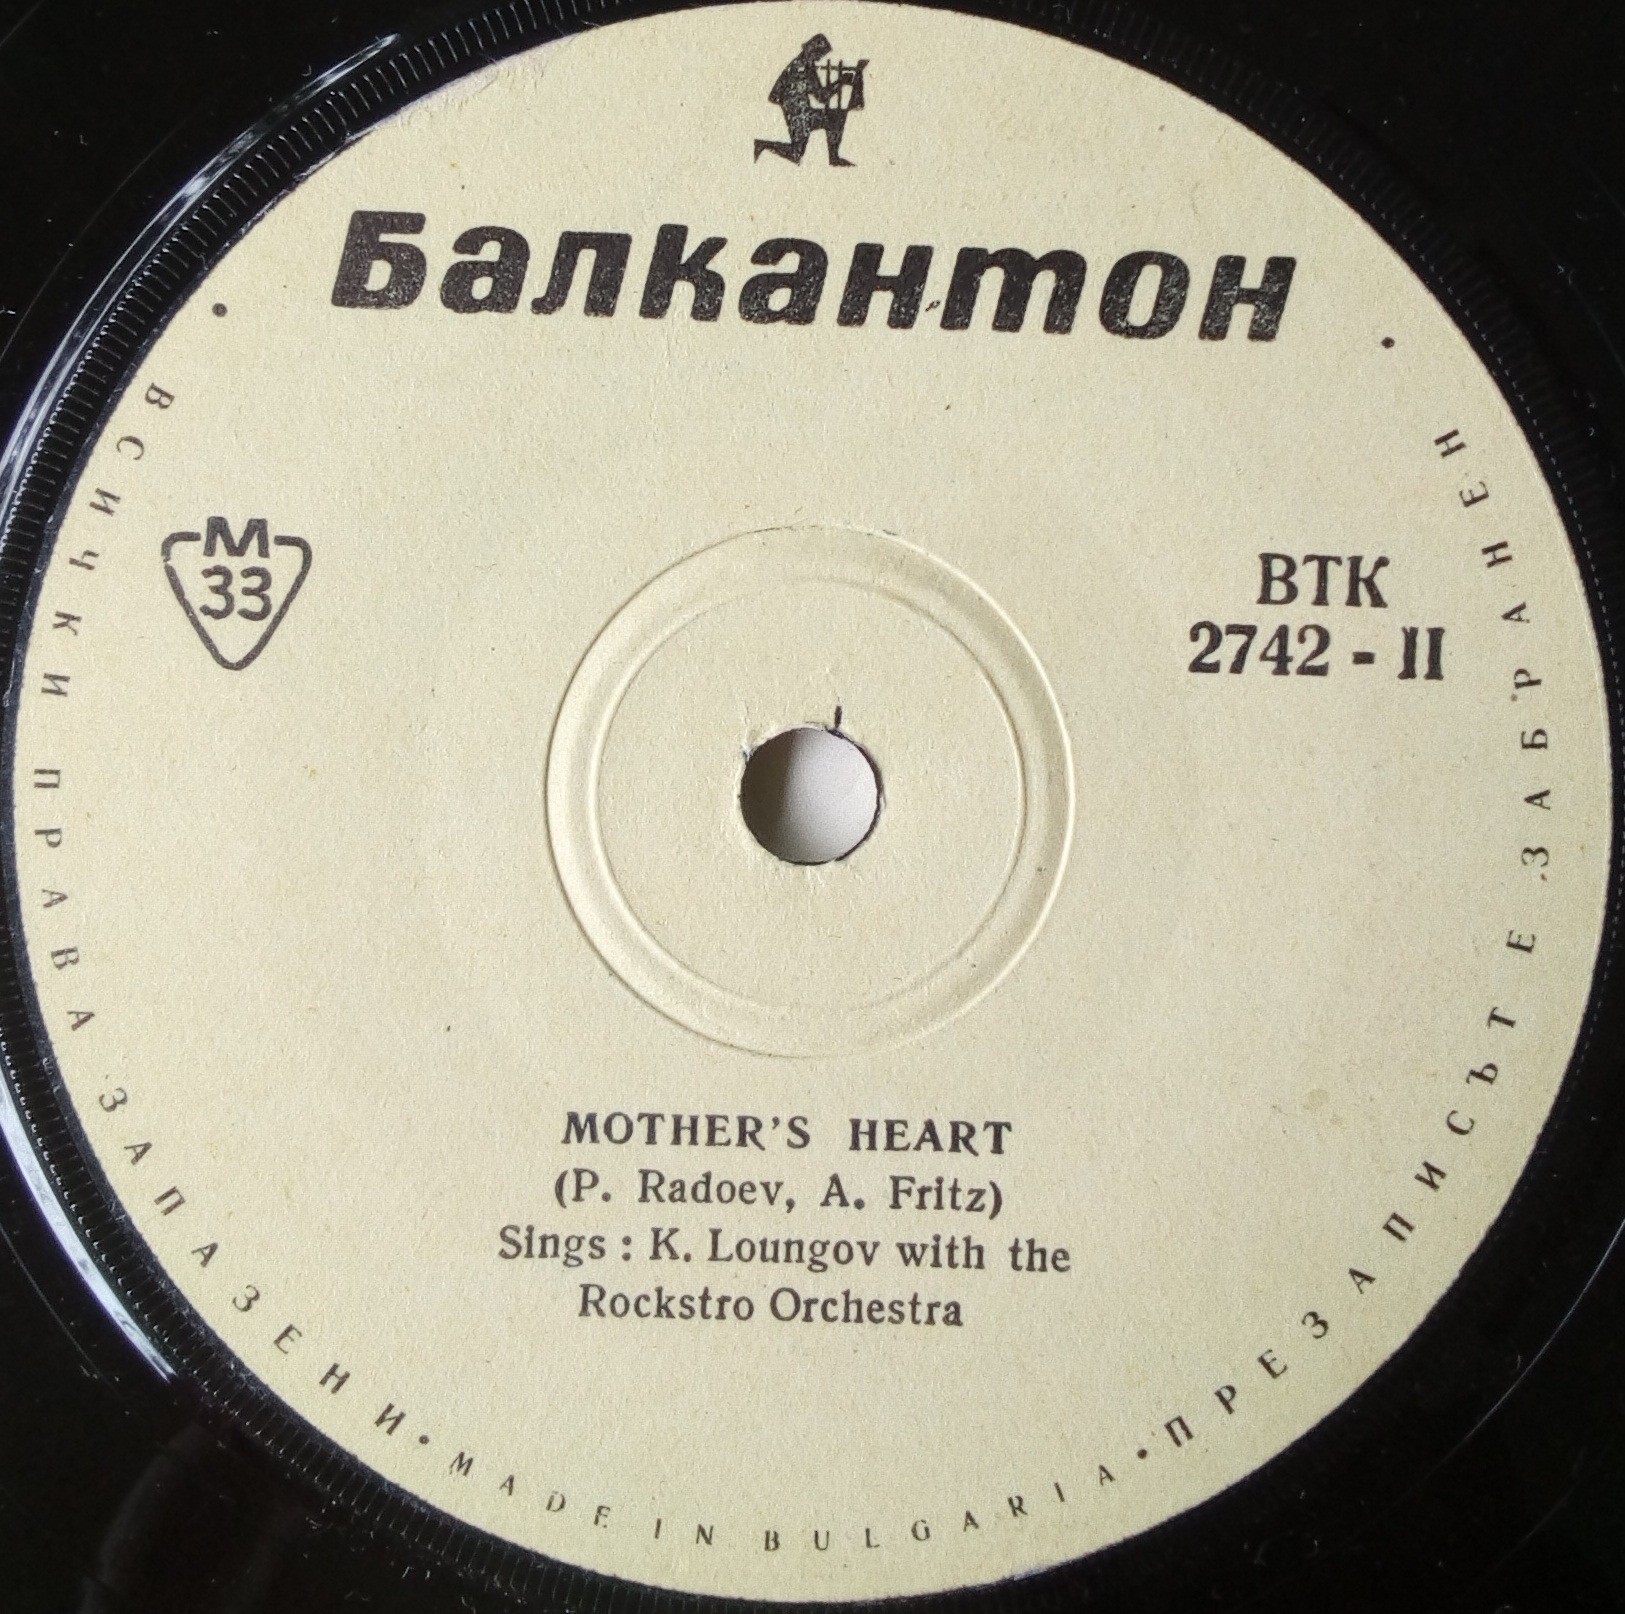 Балкантон
М
33
ВТК
2742 - II
MOTHER'S HEART
(P. Radoev, A. Fritz)
Sings : K. Loungov with the
Rockstro Orchestra
• ВСИЧКИ ПРАВА ЗАПАЗЕНИ • MADE IN BULGARIA • ПРЕЗАПИСЪТ Е ЗАБРАНЕН •